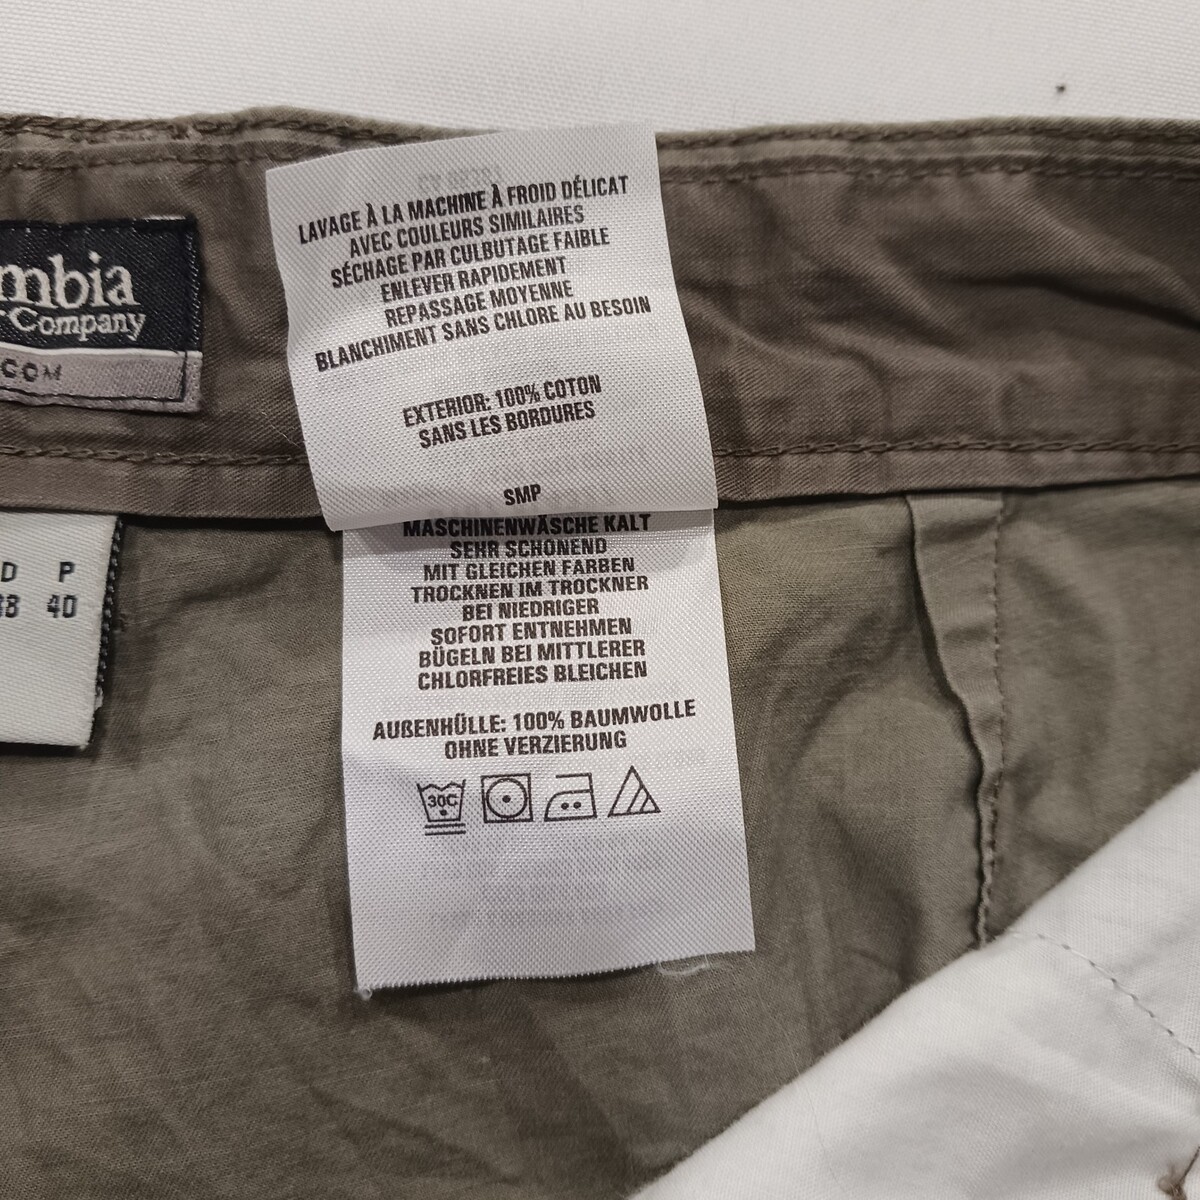 mbia
Company
COM
D P
38 40
LAVAGE À LA MACHINE À FROID DÉLICAT
AVEC COULEURS SIMILAIRES
SÉCHAGE PAR CULBUTAGE FAIBLE
ENLEVER RAPIDEMENT
REPASSAGE MOYENNE
BLANCHIMENT SANS CHLORE AU BESOIN
EXTERIOR: 100% COTON
SANS LES BORDURES
SMP
MASCHINENWÄSCHE KALT
SEHR SCHONEND
MIT GLEICHEN FARBEN
TROCKNEN IM TROCKNER
BEI NIEDRIGER
SOFORT ENTNEHMEN
BÜGELN BEI MITTLERER
CHLORFREIES BLEICHEN
AUßENHÜLLE: 100% BAUMWOLLE
OHNE VERZIERUNG
30C